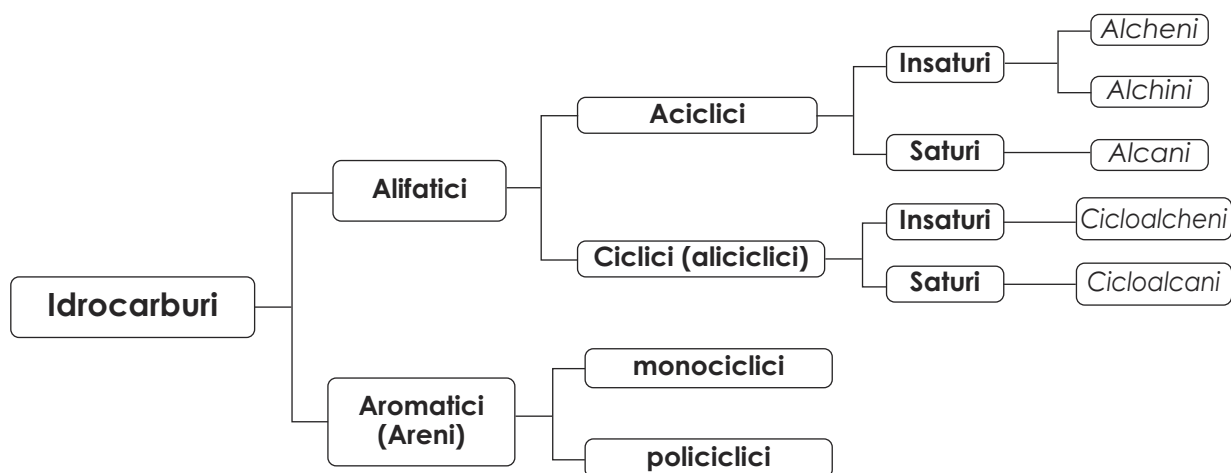 Idrocarburi
Alifatici
Aciclici
Insaturi
Alcheni
Alchini
Saturi
Alcani
Ciclici (aliciclici)
Insaturi
Cicloalcheni
Saturi
Cicloalcani
Aromatici
(Areni)
monociclici
policiclici